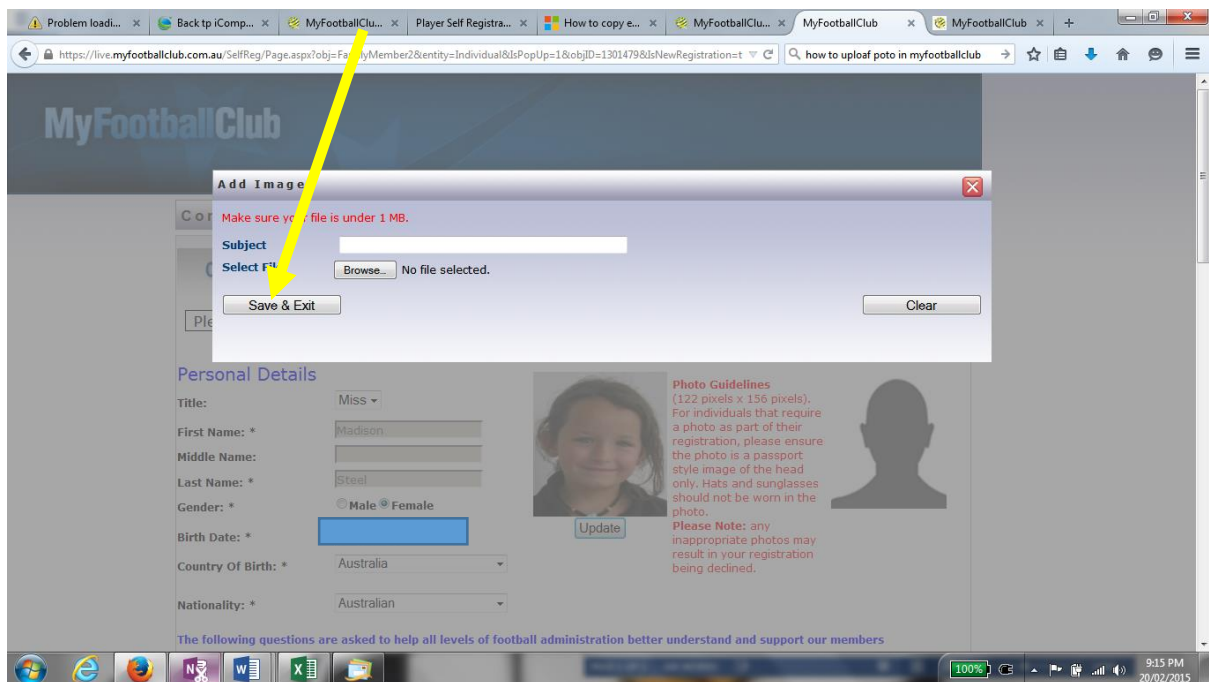 Problem loadi...
Back tp iComp...
MyFootballClu...
Player Self Registra...
How to copy e...
MyFootballClu...
MyFootballClub
MyFootballClub
https://live.myfootballclub.com.au/SelfReg/Page.aspx?
Member2&entity=Individual&IsPopUp=1&objID=1301479&IsNewRegistration=t
how to uploaf poto in myfootballclub
MyFootballClub
Add Image
Cor
Make sure your file is under 1 MB.
Subject
Select Fil
Browse... No file selected.
Save & Exit
Clear
Ple
Personal Details
Title:
Miss
First Name: *
Madison
Middle Name:
Last Name: *
Steel
Gender: *
Male Female
Birth Date: *
Country Of Birth: *
Australia
Nationality: *
Australian
Update
Photo Guidelines
(122 pixels x 156 pixels).
For individuals that require
a photo as part of their
registration, please ensure
the photo is a passport
style image of the head
only. Hats and sunglasses
should not be worn in the
photo.
Please Note: any
inappropriate photos may
result in your registration
being declined.
The following questions are asked to help all levels of football administration better understand and support our members
100%
9:15 PM
20/02/2015